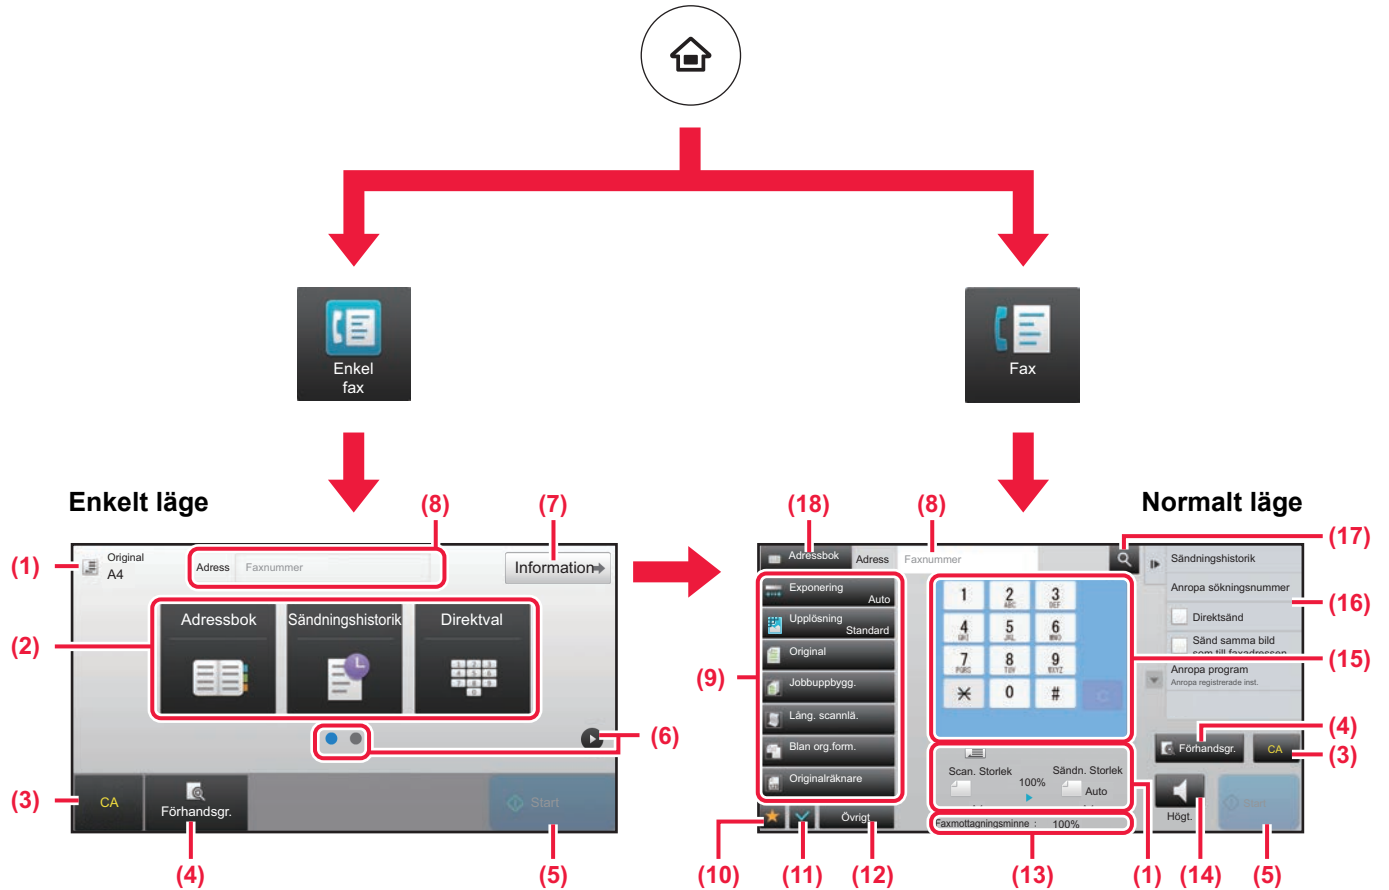 Enkel
fax
Fax
Enkelt läge
Normalt läge
(8)
(7)
(1)
Original
A4
Adress
Faxnummer
Information
(2)
Adressbok
Sändningshistorik
Direktval
(6)
(3)
CA
Förhandsgr.
Start
(4)
(5)
(18)
(8)
(17)
Adressbok
Adress
Faxnummer
Sändningshistorik
Anropa sökningsnummer
(16)
Direktsänd
Sänd samma bild
som till faxadressen
Anropa program
Anropa registrerade inst.
(9)
Exponering
Auto
Upplösning
Standard
Original
Jobbuppbygg.
Lång. scannlä.
Blan org.form.
Originalräknare
1
2
ABC
3
DEF
4
GHI
5
JKL
6
MNO
7
PQRS
8
TUV
9
WXYZ
0
#
C
(15)
(4)
Förhandsgr.
CA
(3)
Scan. Storlek
100%
Sändn. Storlek
Auto
Högt.
Start
Övrigt
Faxmottagningsminne :
100%
(10)
(11)
(12)
(13)
(1)
(14)
(5)